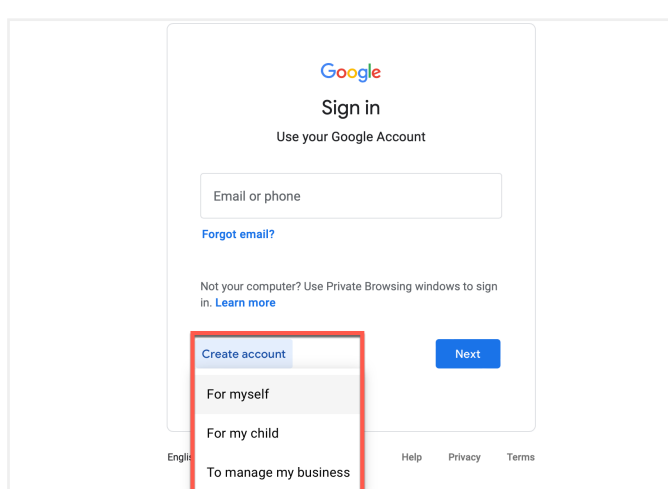 Google
Sign in
Use your Google Account
Email or phone
Forgot email?
Not your computer? Use Private Browsing windows to sign
in. Learn more
Create account
Next
For myself
For my child
Help Privacy Terms
To manage my business